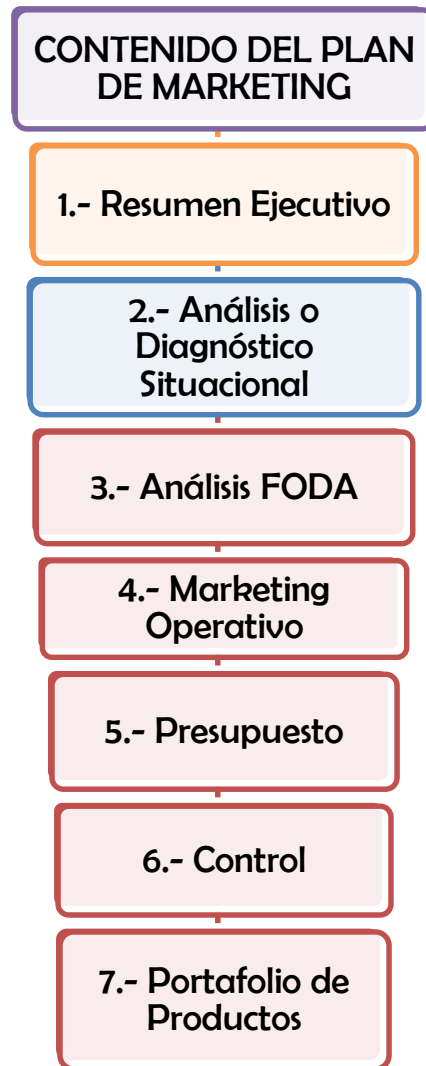 CONTENIDO DEL PLAN
DE MARKETING
1.- Resumen Ejecutivo
2.- Análisis o
Diagnóstico
Situacional
3.- Análisis FODA
4.- Marketing
Operativo
5.- Presupuesto
6.- Control
7.- Portafolio de
Productos